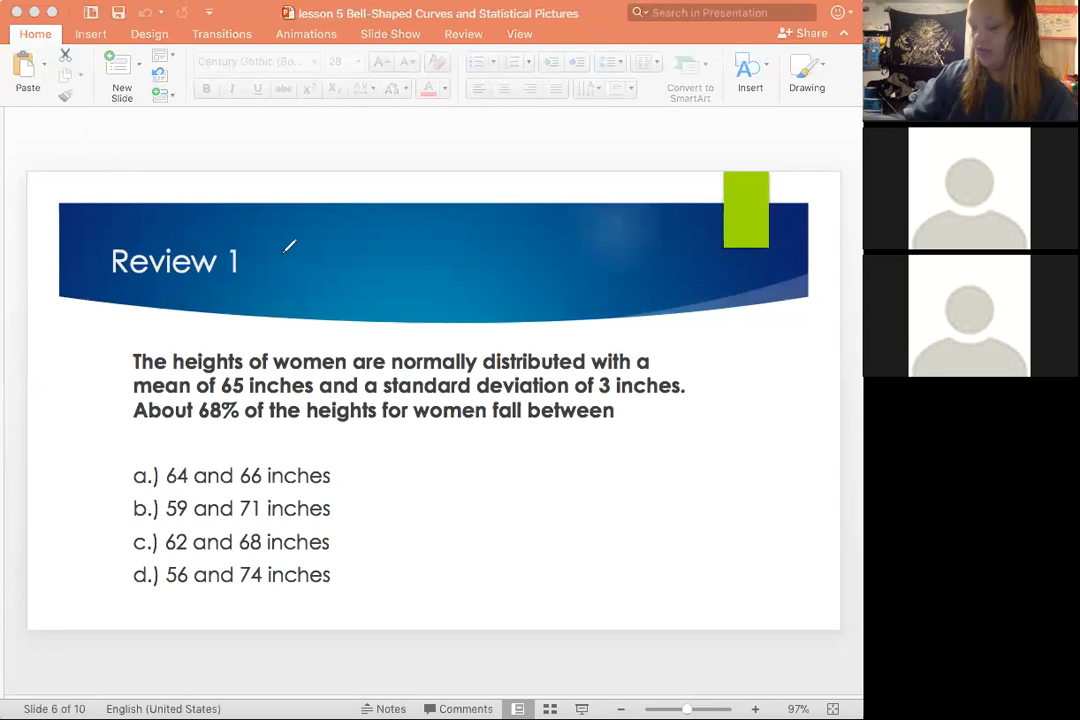 lesson 5 Bell-Shaped Curves and Statistical Pictures
Search in Presentation
Home Insert Design Transitions Animations Slide Show Review View Share
Paste
New Slide
Century Gothic (Bo...
28
Convert to SmartArt
Insert
Drawing
Review 1
The heights of women are normally distributed with a
mean of 65 inches and a standard deviation of 3 inches.
About 68% of the heights for women fall between
a.) 64 and 66 inches
b.) 59 and 71 inches
c.) 62 and 68 inches
d.) 56 and 74 inches
Slide 6 of 10 English (United States) Notes Comments 97%